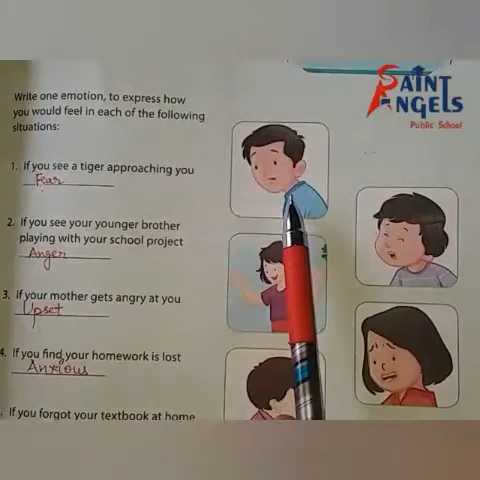 SAINT
ANGELS
Public School
Write one emotion, to express how
you would feel in each of the following
situations:
1. If you see a tiger approaching you
Fear
2. If you see your younger brother
playing with your school project
Anger
3. If your mother gets angry at you
Upset
4. If you find your homework is lost
Anxious
. If you forgot your textbook at home